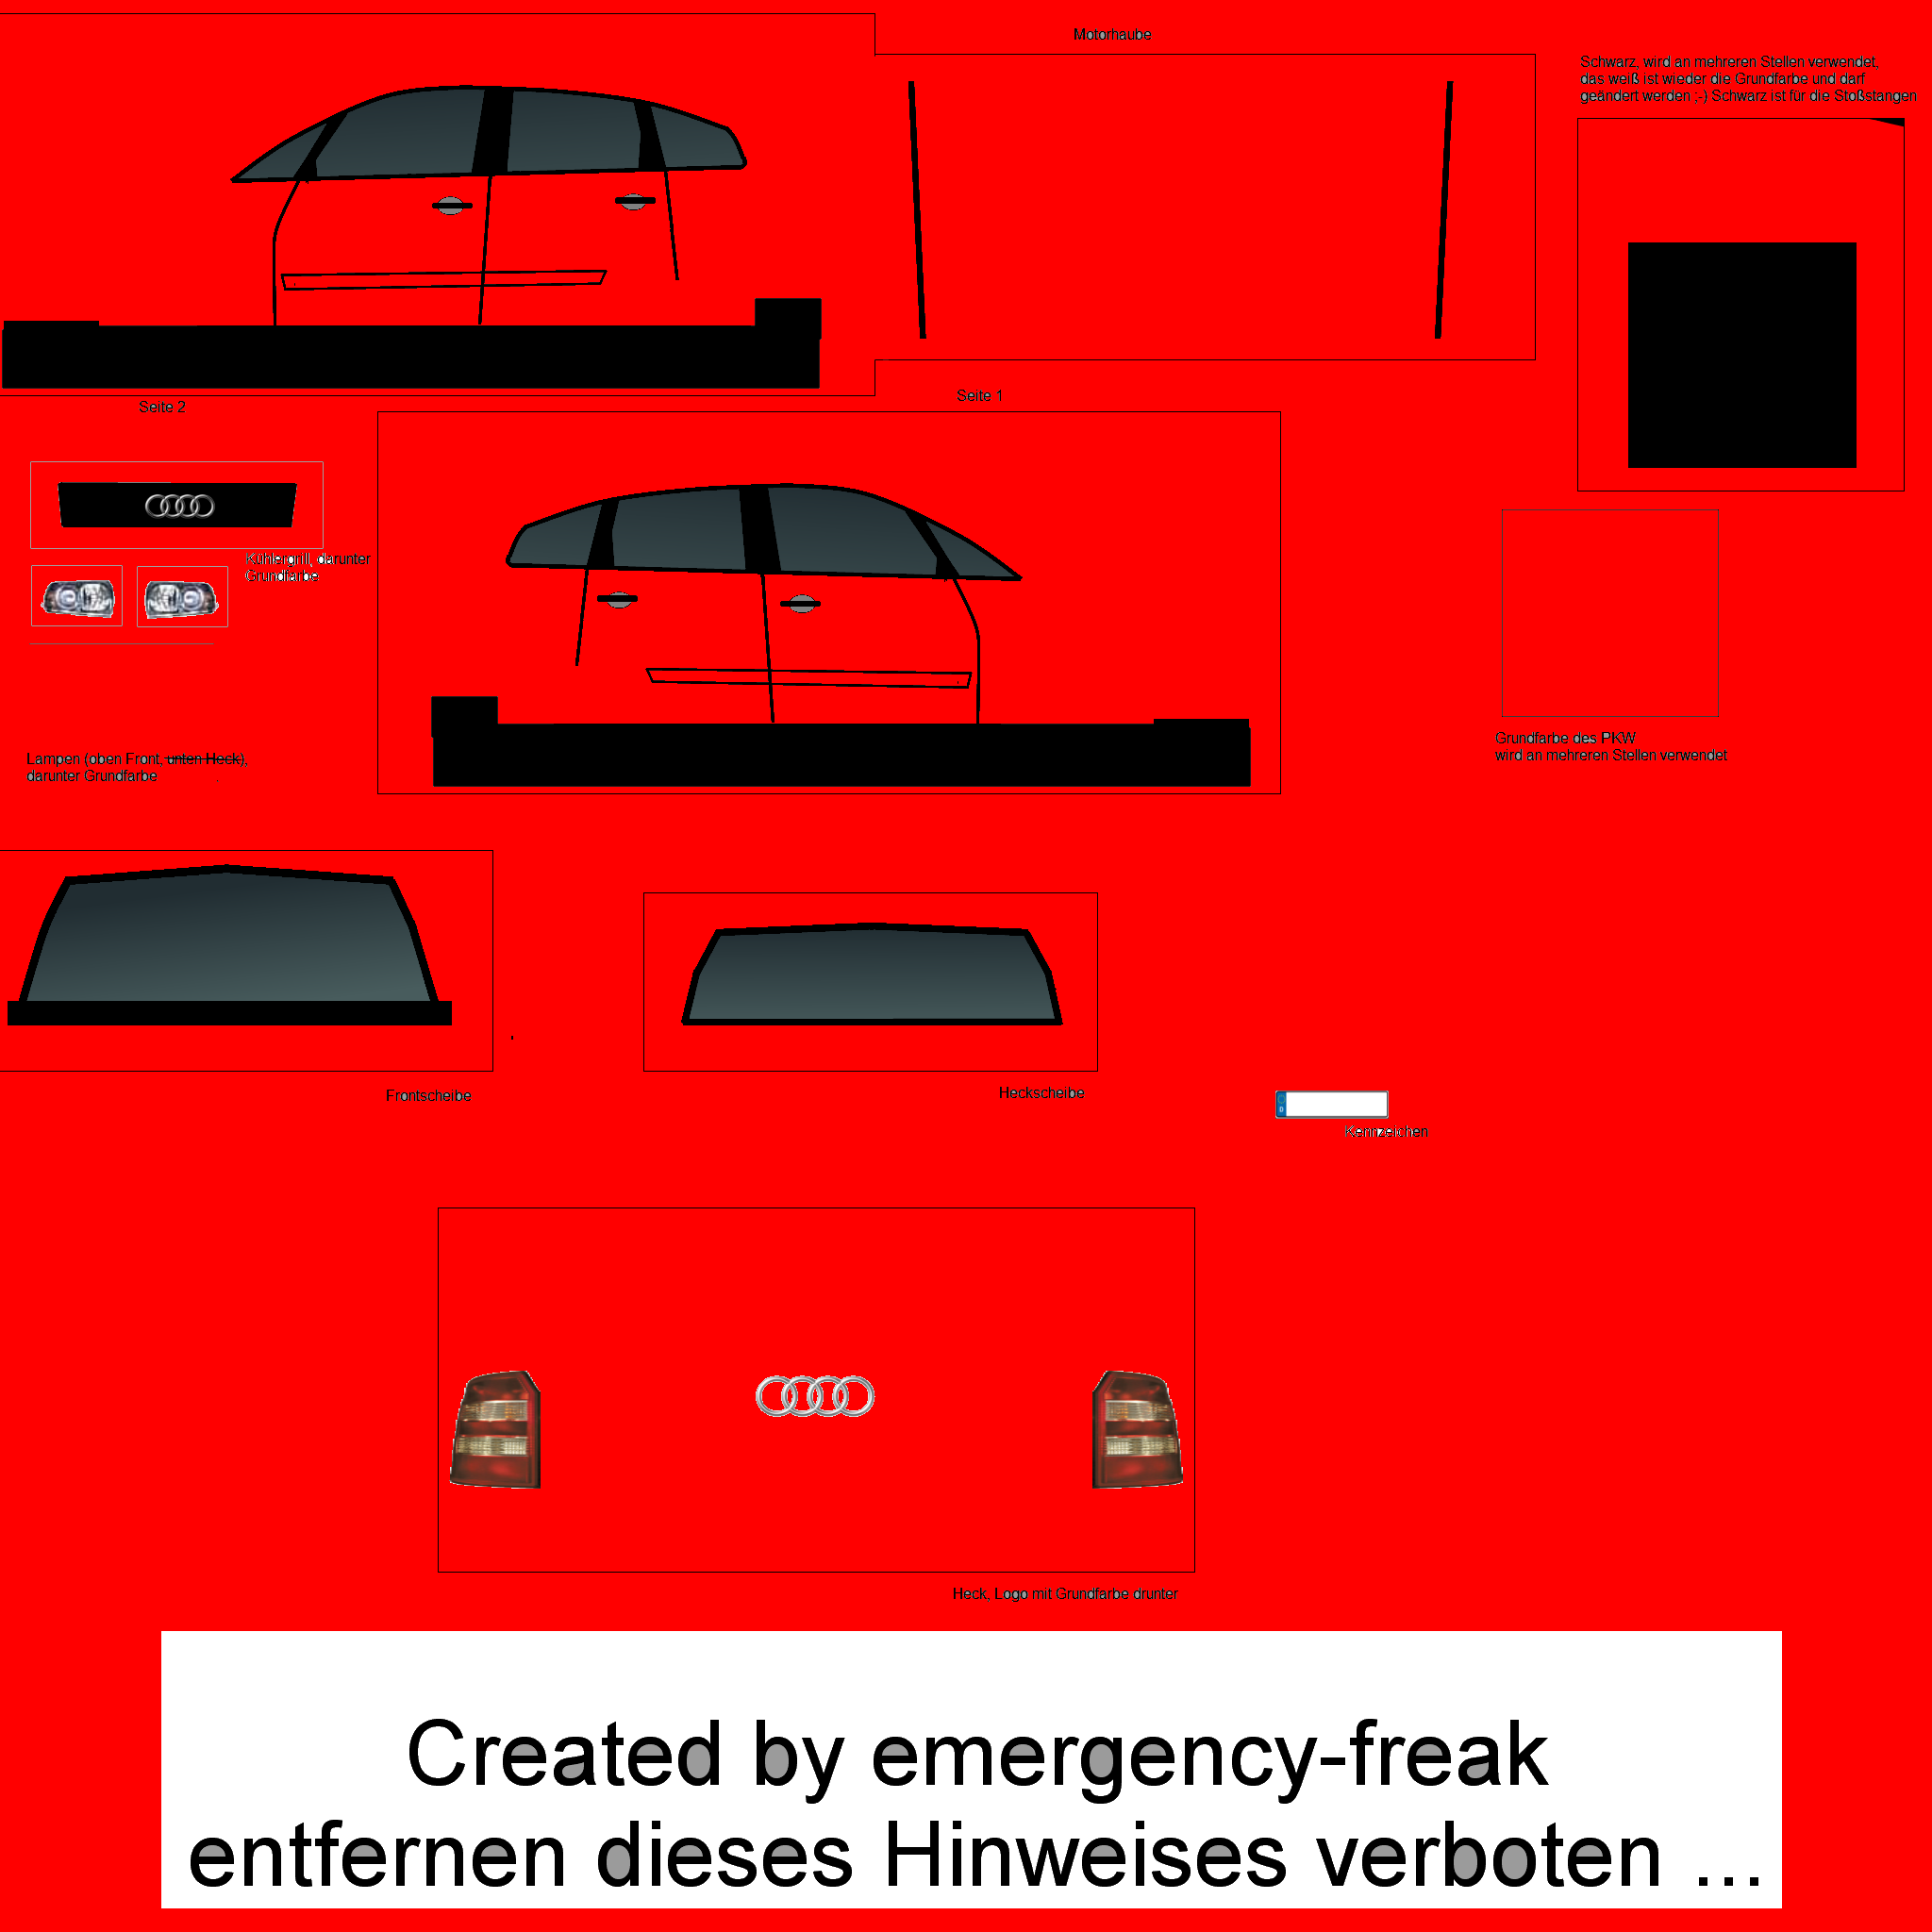 Motorhaube
Schwarz, wird an mehreren Stellen verwendet,
das weiß ist wieder die Grundfarbe und darf
geändert werden ;-) Schwarz ist für die Stoßstangen
Seite 2
Seite 1
Kühlergrill, darunter
Grundfarbe
Lampen (oben Front, unten Heck),
darunter Grundfarbe
Grundfarbe des PKW
wird an mehreren Stellen verwendet
Frontscheibe
Heckscheibe
D
Kennzeichen
Heck, Logo mit Grundfarbe drunter
Created by emergency-freak
entfernen dieses Hinweises verboten ...